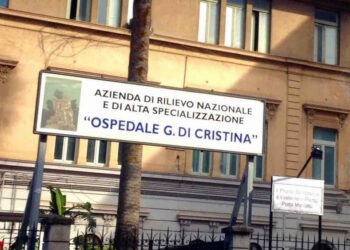 AZIENDA DI RILIEVO NAZIONALE
E DI ALTA SPECIALIZZAZIONE
“OSPEDALE G. DI CRISTINA”